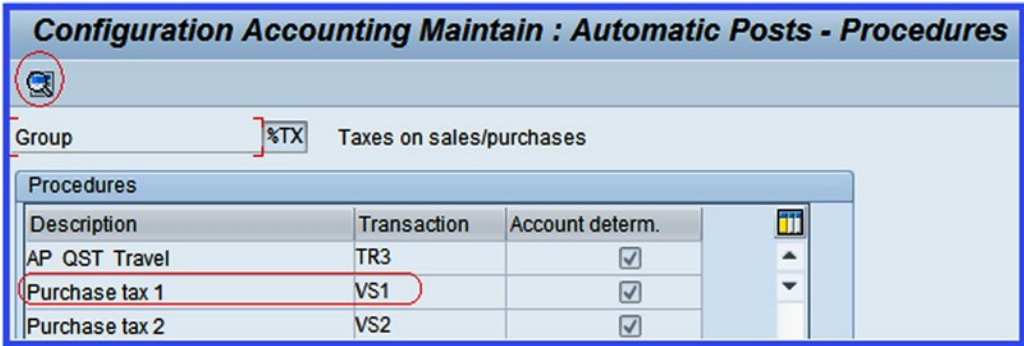 Configuration Accounting Maintain : Automatic Posts - Procedures
Group %TX Taxes on sales/purchases
Procedures
Description Transaction Account determ.
AP QST Travel TR3
Purchase tax 1 VS1
Purchase tax 2 VS2